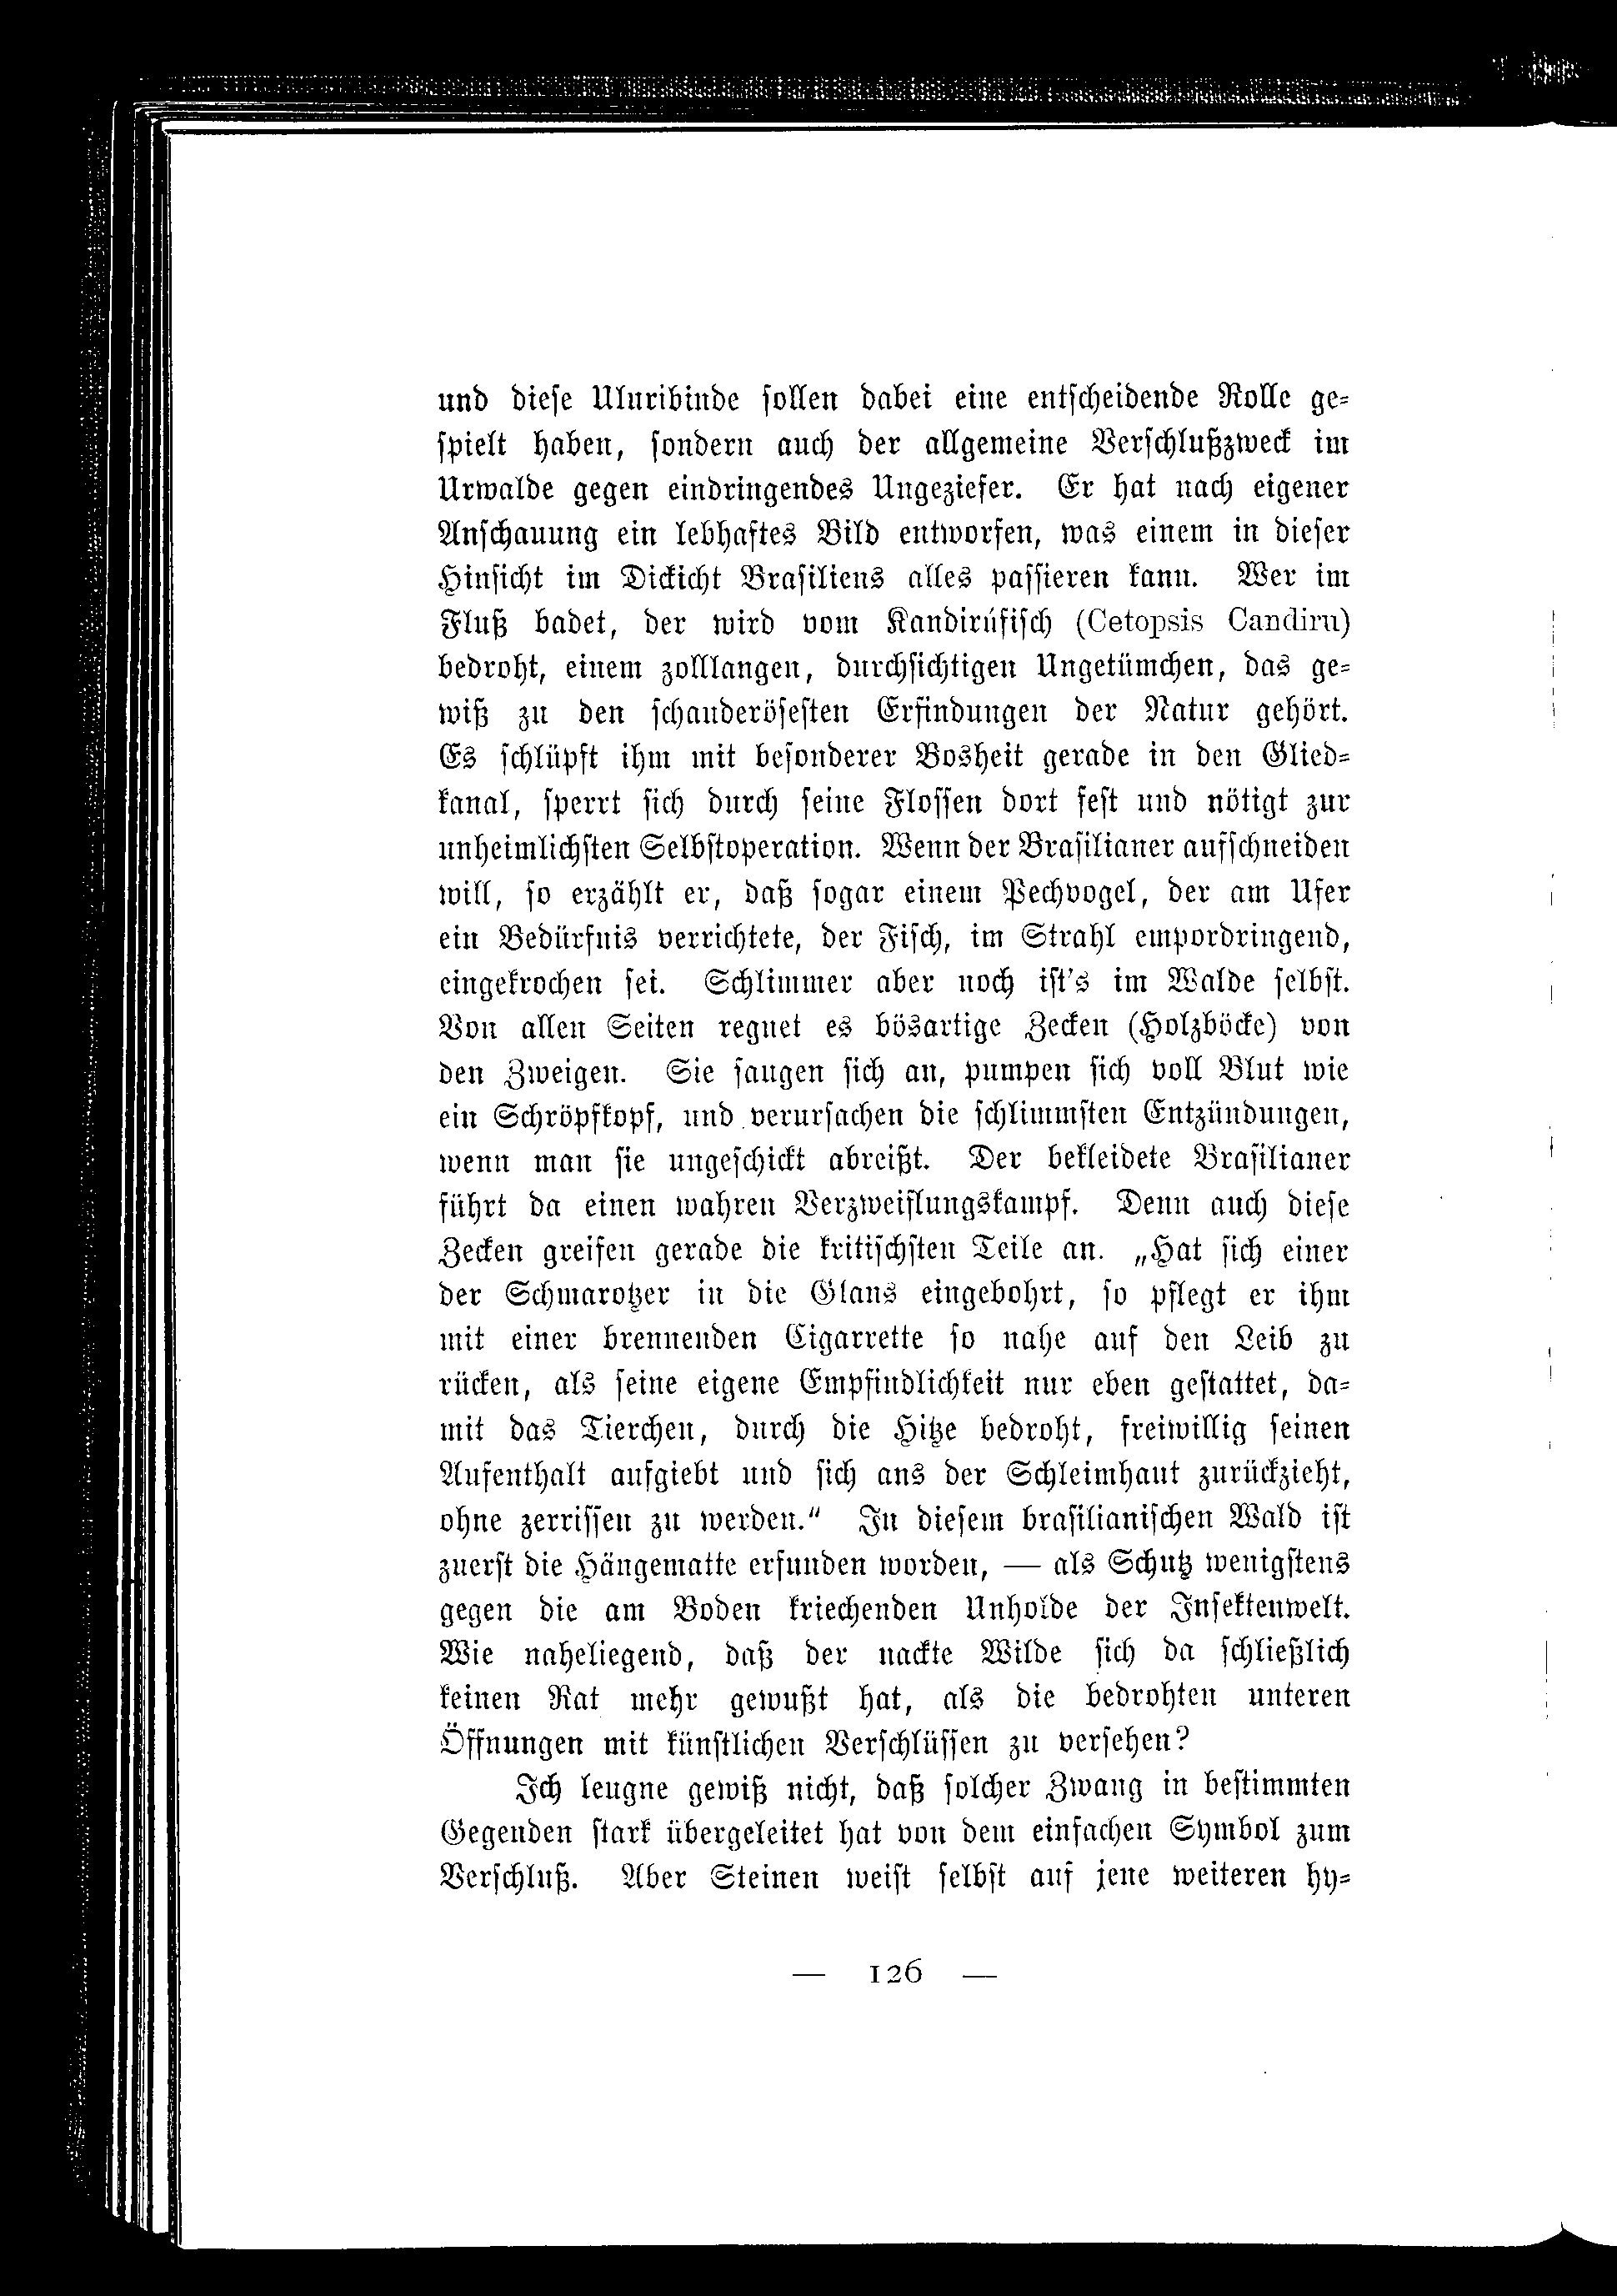 und diese Uluribinde sollen dabei eine entscheidende Rolle ge-
spielt haben, sondern auch der allgemeine Verschlußzweck im
Urwalde gegen eindringendes Ungeziefer. Er hat nach eigener
Anschauung ein lebhaftes Bild entworfen, was einem in dieser
Hinsicht im Dickicht Brasiliens alles passieren kann. Wer im
Fluß badet, der wird vom Kandirúfisch (Cetopsis Candiru)
bedroht, einem zolllangen, durchsichtigen Ungetümchen, das ge-
wiß zu den schauderösesten Erfindungen der Natur gehört.
Es schlüpft ihm mit besonderer Bosheit gerade in den Glied-
kanal, sperrt sich durch seine Flossen dort fest und nötigt zur
unheimlichsten Selbstoperation. Wenn der Brasilianer aufschneiden
will, so erzählt er, daß sogar einem Pechvogel, der am Ufer
ein Bedürfnis verrichtete, der Fisch, im Strahl empordringend,
eingekrochen sei. Schlimmer aber noch ist's im Walde selbst.
Von allen Seiten regnet es bösartige Zecken (Holzböcke) von
den Zweigen. Sie saugen sich an, pumpen sich voll Blut wie
ein Schröpfkopf, und verursachen die schlimmsten Entzündungen,
wenn man sie ungeschickt abreißt. Der bekleidete Brasilianer
führt da einen wahren Verzweiflungskampf. Denn auch diese
Zecken greifen gerade die kritischsten Teile an. „Hat sich einer
der Schmarotzer in die Glans eingebohrt, so pflegt er ihm
mit einer brennenden Cigarrette so nahe auf den Leib zu
rücken, als seine eigene Empfindlichkeit nur eben gestattet, da-
mit das Tierchen, durch die Hitze bedroht, freiwillig seinen
Aufenthalt aufgiebt und sich aus der Schleimhaut zurückzieht,
ohne zerrissen zu werden.“ In diesem brasilianischen Wald ist
zuerst die Hängematte erfunden worden, — als Schutz wenigstens
gegen die am Boden kriechenden Unholde der Insektenwelt.
Wie naheliegend, daß der nackte Wilde sich da schließlich
keinen Rat mehr gewußt hat, als die bedrohten unteren
Öffnungen mit künstlichen Verschlüssen zu versehen?
Ich leugne gewiß nicht, daß solcher Zwang in bestimmten
Gegenden stark übergeleitet hat von dem einfachen Symbol zum
Verschluß. Aber Steinen weist selbst auf jene weiteren hy-
— 126 —